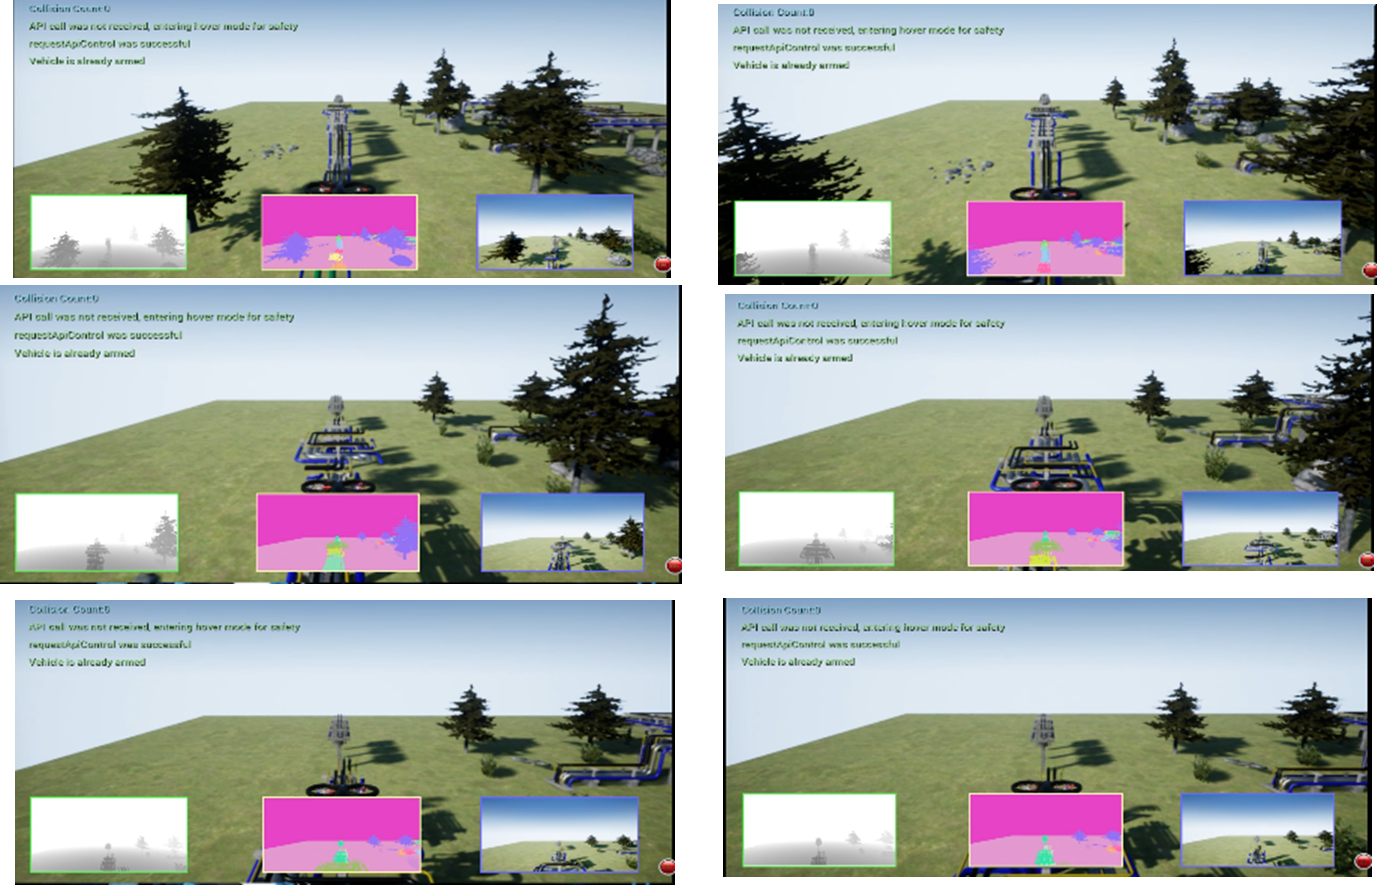 Collision Count:0
API call was not received, entering hover mode for safety
requestApiControl was successful
Vehicle is already armed
Collision Count:0
API call was not received, entering hover mode for safety
requestApiControl was successful
Vehicle is already armed
Collision Count:0
API call was not received, entering hover mode for safety
requestApiControl was successful
Vehicle is already armed
Collision Count:0
API call was not received, entering hover mode for safety
requestApiControl was successful
Vehicle is already armed
Collision Count:0
API call was not received, entering hover mode for safety
requestApiControl was successful
Vehicle is already armed
Collision Count:0
API call was not received, entering hover mode for safety
requestApiControl was successful
Vehicle is already armed